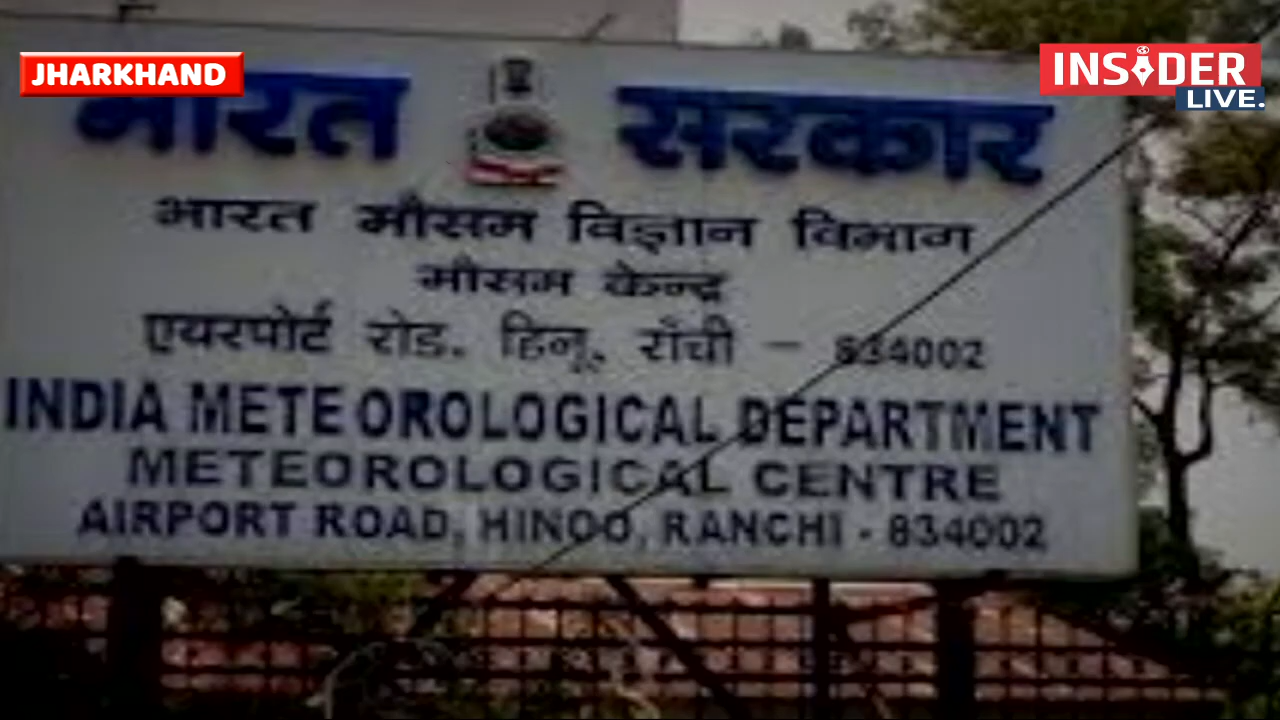 JHARKHAND
INSIDER
LIVE.
भारत सरकार
भारत मौसम विज्ञान विभाग
मौसम केन्द्र
एयरपोर्ट रोड. हिनू. राँची - 834002
INDIA METEOROLOGICAL DEPARTMENT
METEOROLOGICAL CENTRE
AIRPORT ROAD, HINOO, RANCHI - 834002